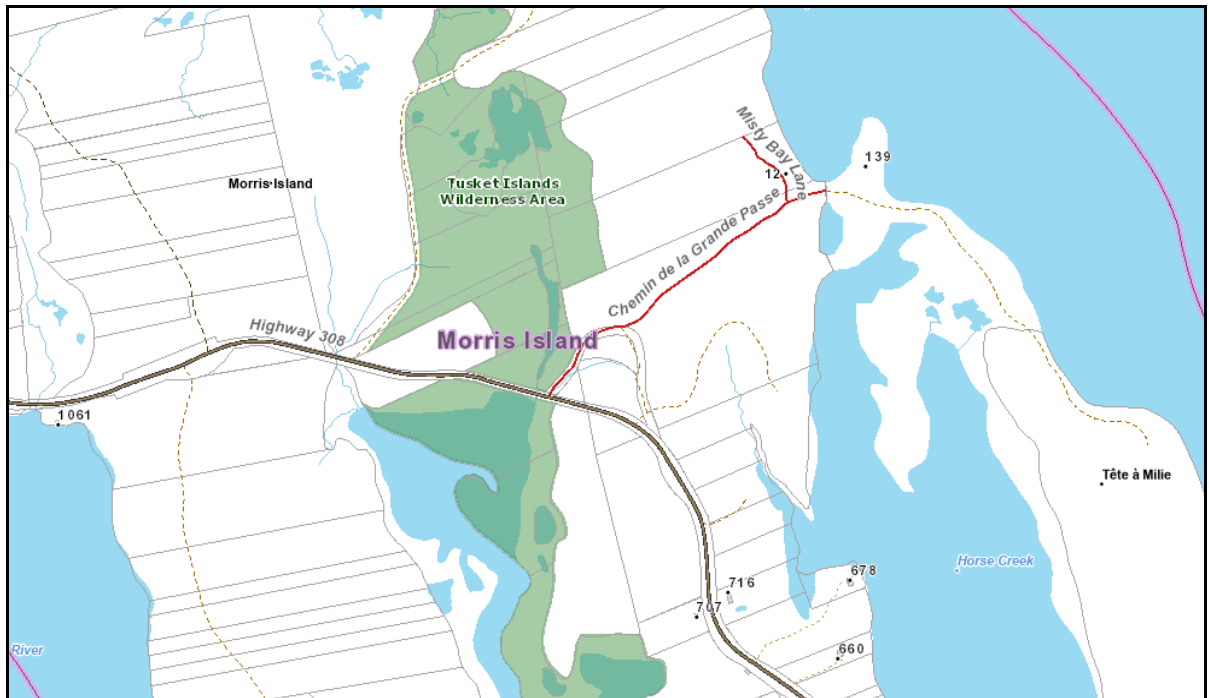 Misty Bay Lane
139
12
Morris Island
Tusket Islands
Wilderness Area
Chemin de la Grande Passe
Highway 308
Morris Island
1061
Tête à Milie
Horse Creek
678
716
707
660
River